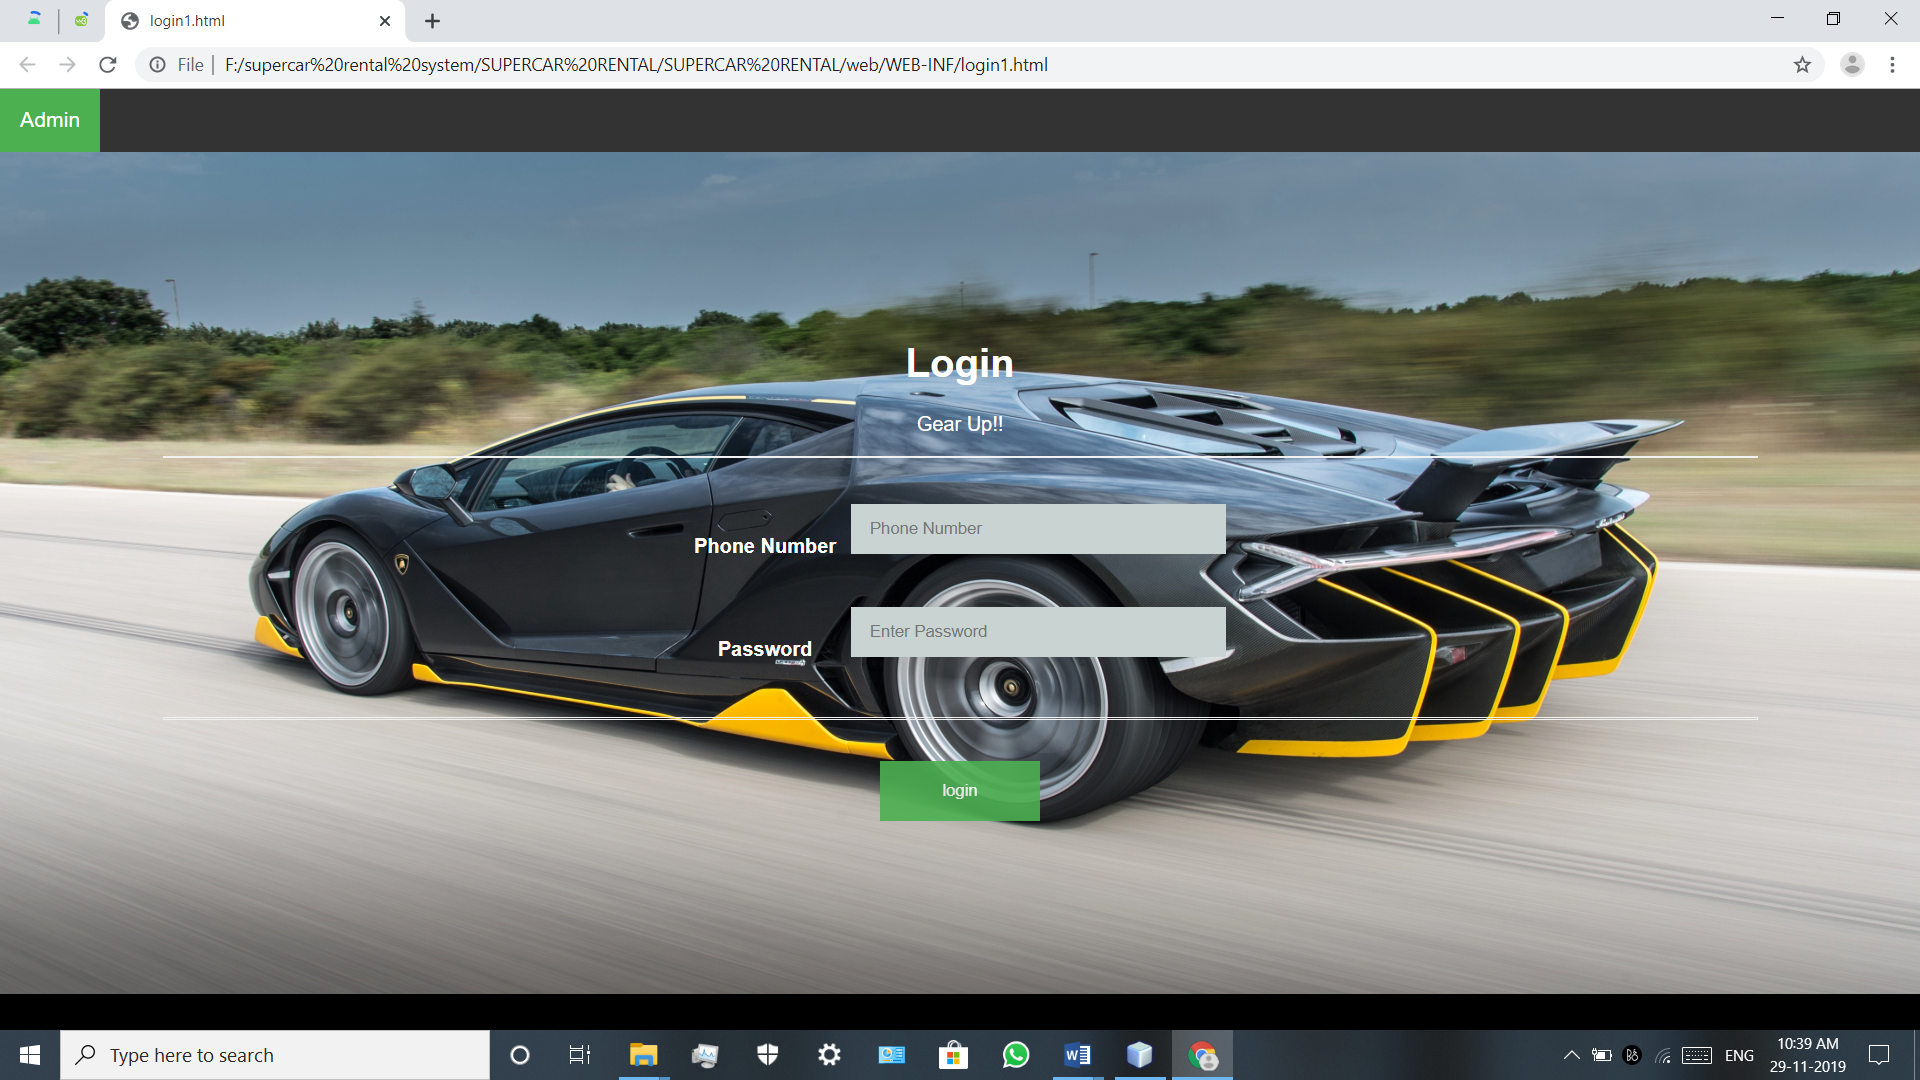 login1.html
File | F:/supercar%20rental%20system/SUPERCAR%20RENTAL/SUPERCAR%20RENTAL/web/WEB-INF/login1.html
Admin
Login
Gear Up!!
Phone Number
Phone Number
Enter Password
Password
login
Type here to search
ENG
10:39 AM
29-11-2019